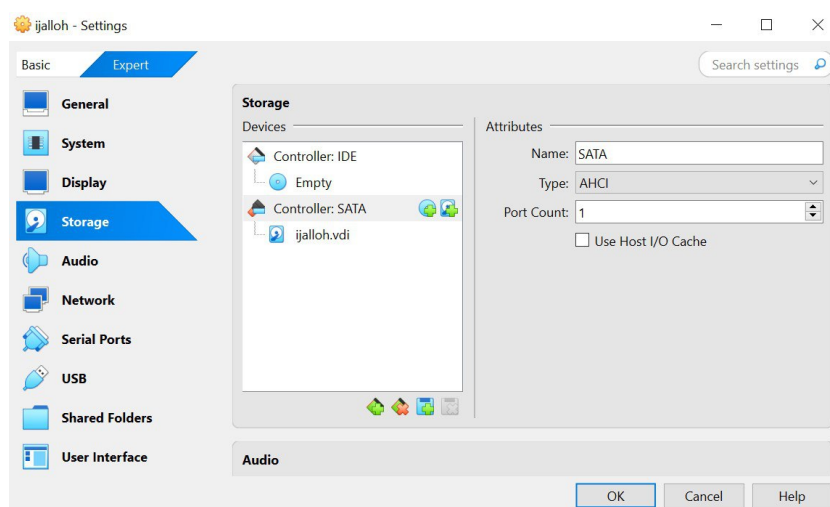 ijalloh - Settings
Basic Expert Search settings
General
System
Display
Storage
Audio
Network
Serial Ports
USB
Shared Folders
User Interface
Storage
Devices
Controller: IDE
Empty
Controller: SATA
ijalloh.vdi
Attributes
Name: SATA
Type: AHCI
Port Count: 1
Use Host I/O Cache
Audio
OK Cancel Help